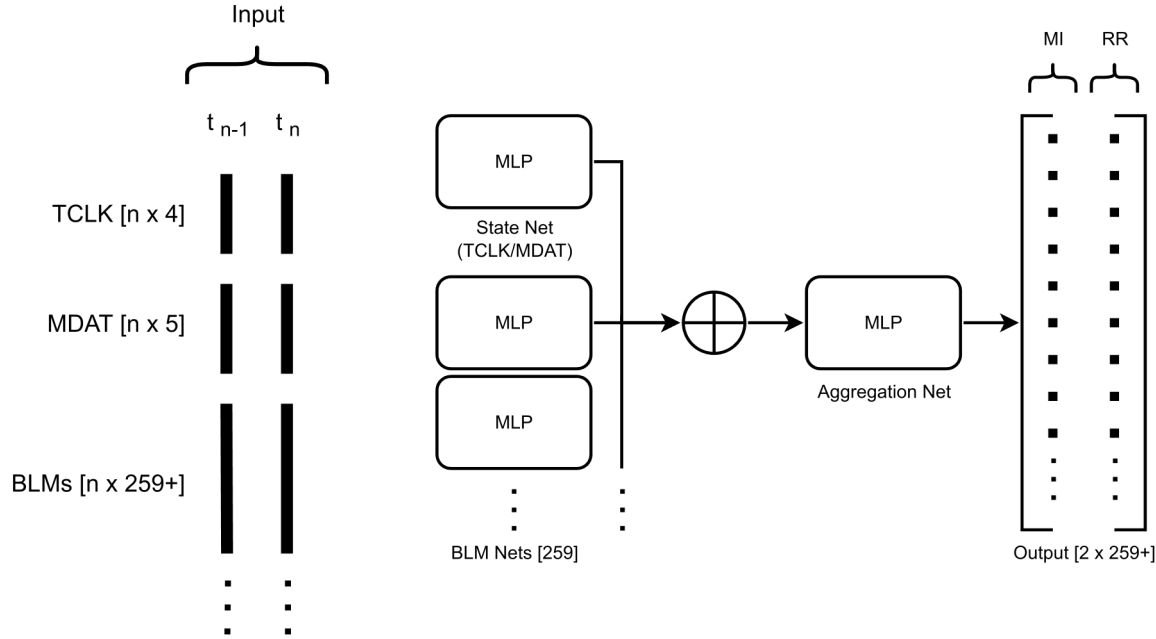 Input
MI RR
t n-1 t n
MLP
TCLK [n x 4]
State Net
(TCLK/MDAT)
MDAT [n x 5]
MLP
MLP
Aggregation Net
MLP
BLMs [n x 259+]
BLM Nets [259]
Output [2 x 259+]